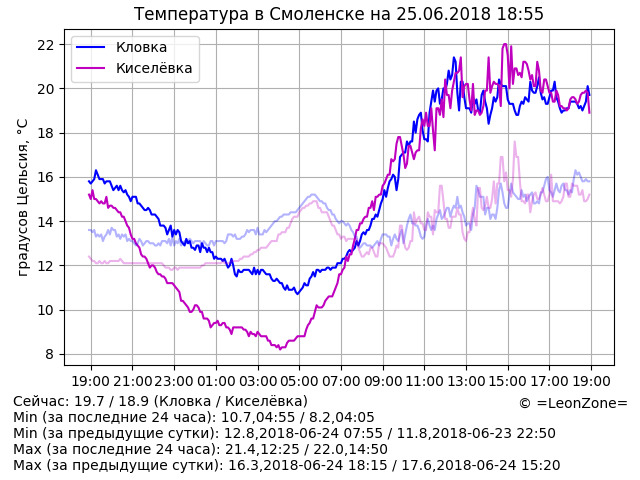 Температура в Смоленске на 25.06.2018 18:55
Кловка
Киселёвка
градусов Цельсия, °C
22
20
18
16
14
12
10
8
19:00 21:00 23:00 01:00 03:00 05:00 07:00 09:00 11:00 13:00 15:00 17:00 19:00
Сейчас: 19.7 / 18.9 (Кловка / Киселёвка)
© =LeonZone=
Min (за последние 24 часа): 10.7,04:55 / 8.2,04:05
Min (за предыдущие сутки): 12.8,2018-06-24 07:55 / 11.8,2018-06-23 22:50
Max (за последние 24 часа): 21.4,12:25 / 22.0,14:50
Max (за предыдущие сутки): 16.3,2018-06-24 18:15 / 17.6,2018-06-24 15:20